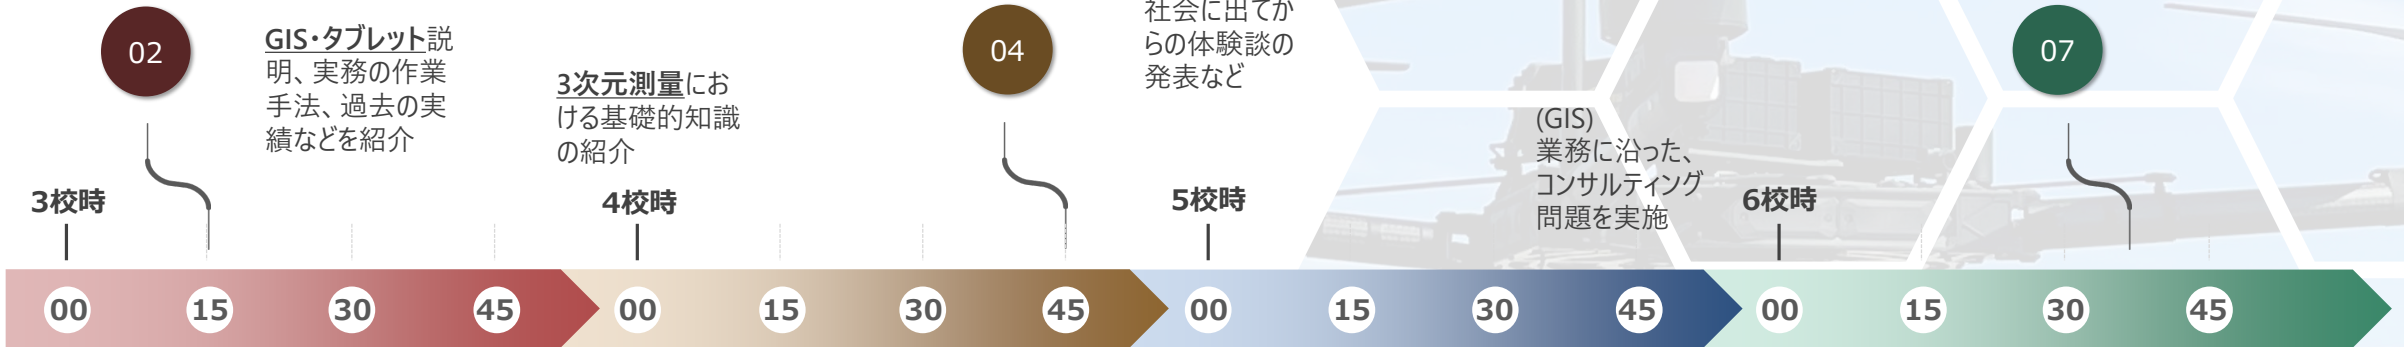 02
GIS・タブレット説
明、実務の作業
手法、過去の実
績などを紹介
3次元測量にお
ける基礎的知識
の紹介
04
社会に出てか
らの体験談の
発表など
(GIS)
業務に沿った、
コンサルティング
問題を実施
07
3校時
4校時
5校時
6校時
00 15 30 45 00 15 30 45 00 15 30 45 00 15 30 45